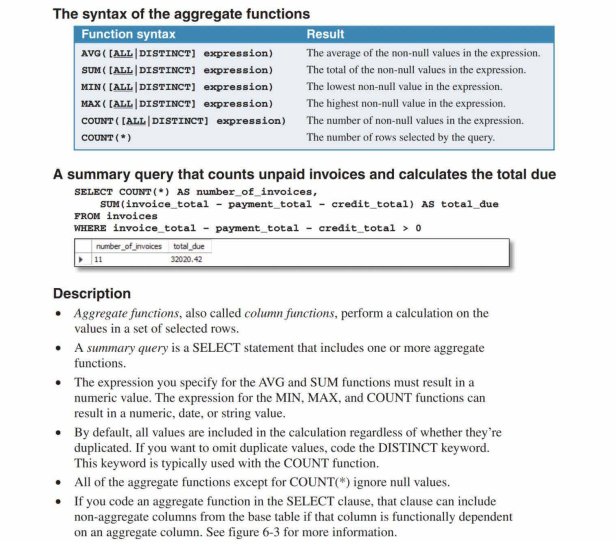 The syntax of the aggregate functions
Function syntax Result
AVG([ALL|DISTINCT] expression) The average of the non-null values in the expression.
SUM([ALL|DISTINCT] expression) The total of the non-null values in the expression.
MIN([ALL|DISTINCT] expression) The lowest non-null value in the expression.
MAX([ALL|DISTINCT] expression) The highest non-null value in the expression.
COUNT([ALL|DISTINCT] expression) The number of non-null values in the expression.
COUNT(*) The number of rows selected by the query.
A summary query that counts unpaid invoices and calculates the total due
SELECT COUNT(*) AS number_of_invoices,
SUM(invoice_total - payment_total - credit_total) AS total_due
FROM invoices
WHERE invoice_total - payment_total - credit_total > 0
number_of_invoices total_due
11 32020.42
Description
• Aggregate functions, also called column functions, perform a calculation on the
values in a set of selected rows.
• A summary query is a SELECT statement that includes one or more aggregate
functions.
• The expression you specify for the AVG and SUM functions must result in a
numeric value. The expression for the MIN, MAX, and COUNT functions can
result in a numeric, date, or string value.
• By default, all values are included in the calculation regardless of whether they're
duplicated. If you want to omit duplicate values, code the DISTINCT keyword.
This keyword is typically used with the COUNT function.
• All of the aggregate functions except for COUNT(*) ignore null values.
• If you code an aggregate function in the SELECT clause, that clause can include
non-aggregate columns from the base table if that column is functionally dependent
on an aggregate column. See figure 6-3 for more information.